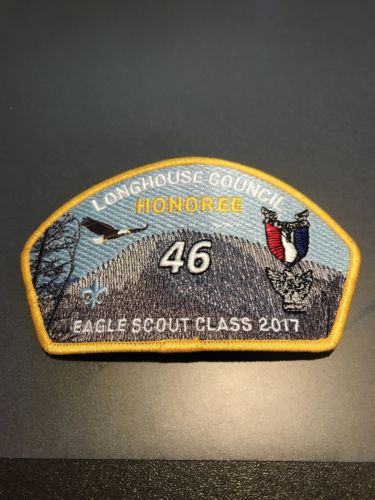 LONGHOUSE COUNCIL
HONOREE
46
EAGLE SCOUT CLASS 2017